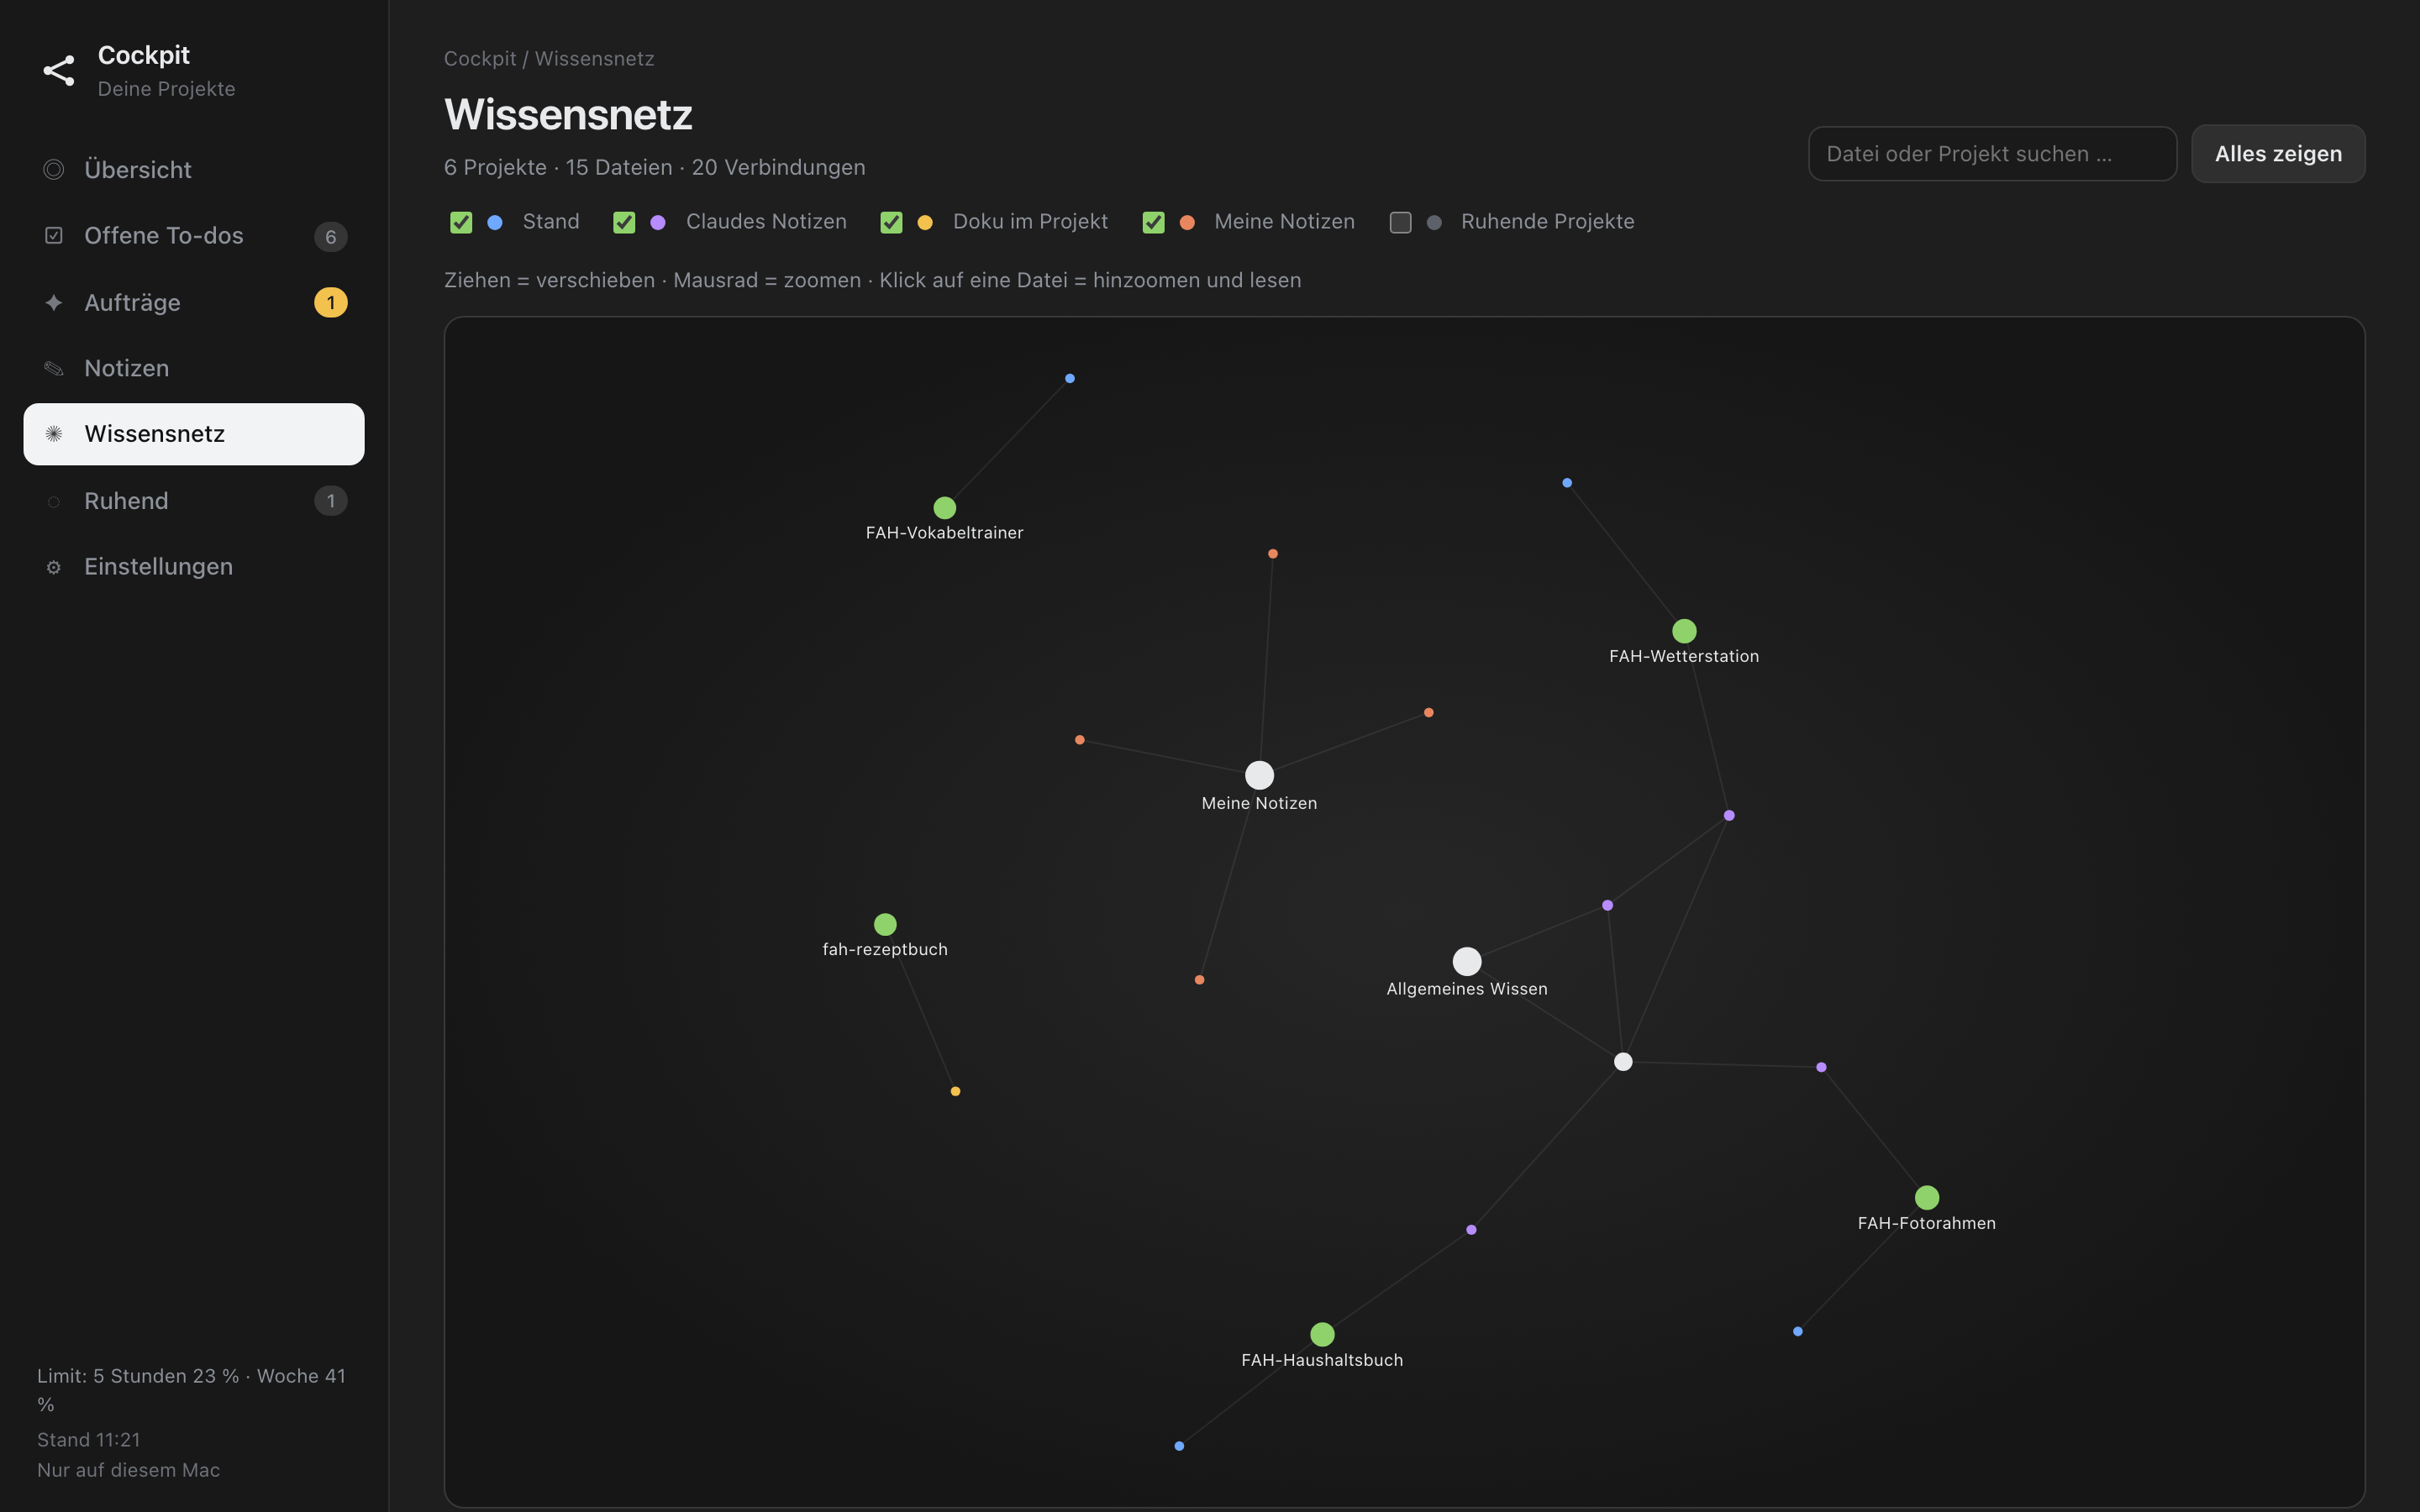 Cockpit
Deine Projekte
Übersicht
Offene To-dos 6
Aufträge 1
Notizen
Wissensnetz
Ruhend 1
Einstellungen
Limit: 5 Stunden 23 % · Woche 41
%
Stand 11:21
Nur auf diesem Mac
Cockpit / Wissensnetz
Wissensnetz
6 Projekte · 15 Dateien · 20 Verbindungen
Datei oder Projekt suchen ...
Alles zeigen
Stand Claudes Notizen Doku im Projekt Meine Notizen Ruhende Projekte
Ziehen = verschieben · Mausrad = zoomen · Klick auf eine Datei = hinzoomen und lesen
FAH-Vokabeltrainer
FAH-Wetterstation
Meine Notizen
fah-rezeptbuch
Allgemeines Wissen
FAH-Fotorahmen
FAH-Haushaltsbuch